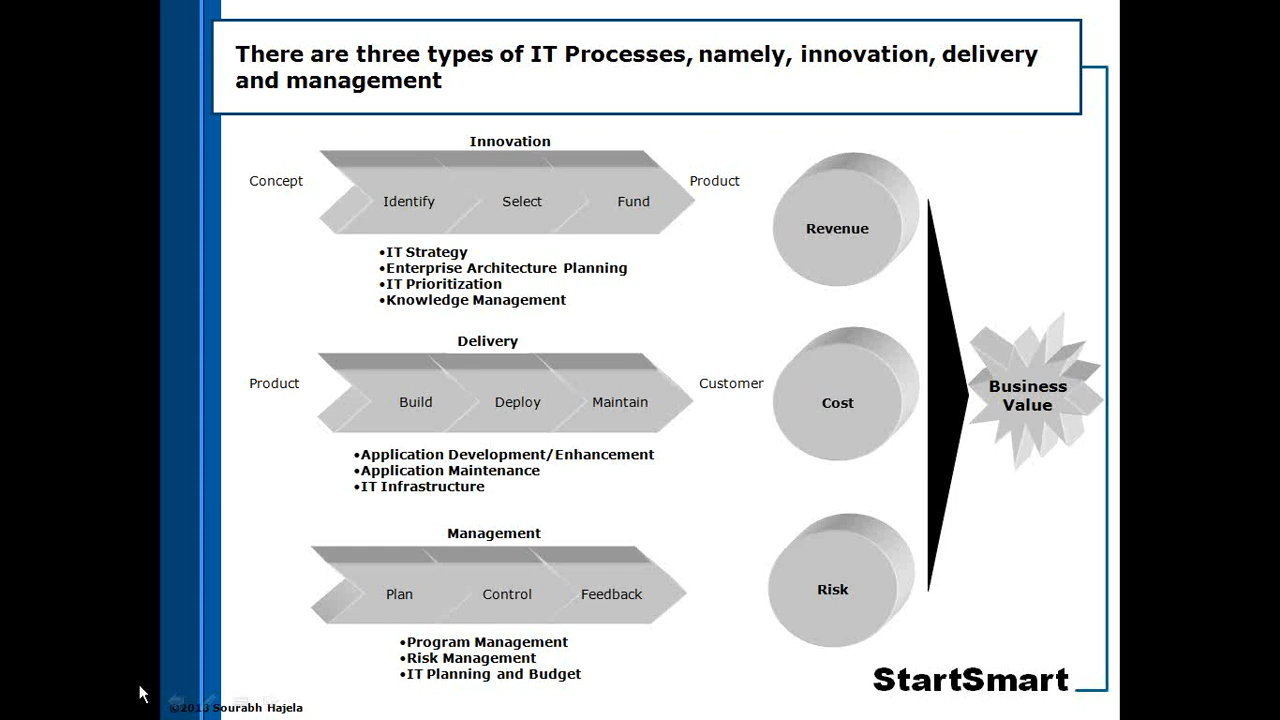 There are three types of IT Processes, namely, innovation, delivery
and management
Innovation
Concept
Identify
Select
Fund
Product
•IT Strategy
•Enterprise Architecture Planning
•IT Prioritization
•Knowledge Management
Delivery
Product
Build
Deploy
Maintain
Customer
•Application Development/Enhancement
•Application Maintenance
•IT Infrastructure
Management
Plan
Control
Feedback
•Program Management
•Risk Management
•IT Planning and Budget
Revenue
Cost
Risk
Business
Value
StartSmart
©2013 Sourabh Hajela